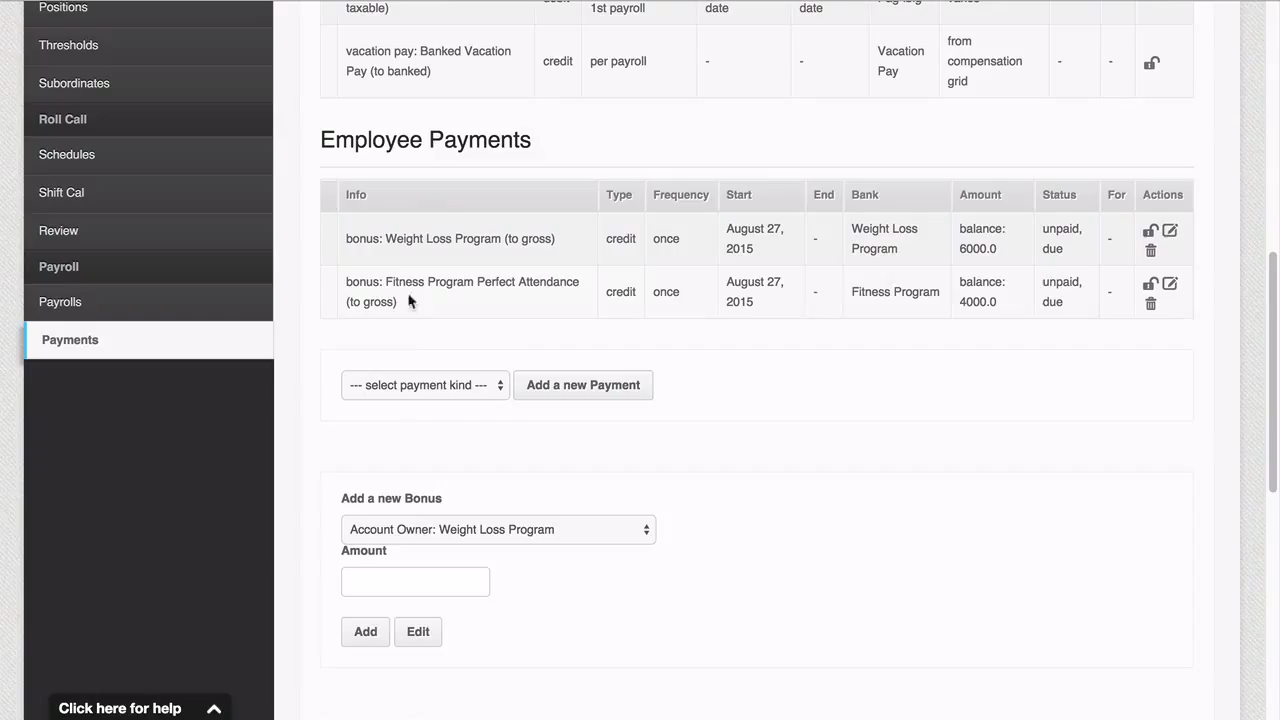 Positions
Thresholds
Subordinates
Roll Call
Schedules
Shift Cal
Review
Payroll
Payrolls
Payments
Click here for help
taxable) 1st payroll date date
vacation pay: Banked Vacation Pay (to banked) credit per payroll - - Vacation Pay from compensation grid - -
Employee Payments
Info Type Frequency Start End Bank Amount Status For Actions
bonus: Weight Loss Program (to gross) credit once August 27, 2015 - Weight Loss Program balance: 6000.0 unpaid, due -
bonus: Fitness Program Perfect Attendance (to gross) credit once August 27, 2015 - Fitness Program balance: 4000.0 unpaid, due -
--- select payment kind --- Add a new Payment
Add a new Bonus
Account Owner: Weight Loss Program
Amount
Add Edit